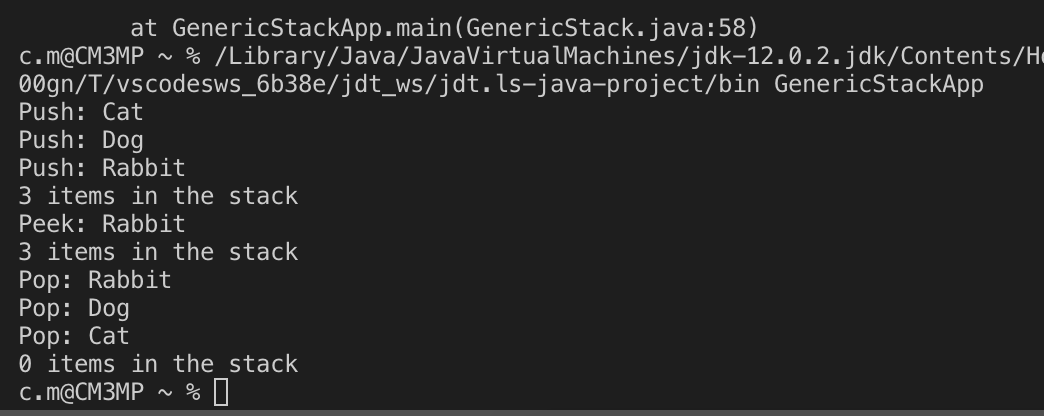 at GenericStackApp.main(GenericStack.java:58)
c.m@CM3MP ~ % /Library/Java/JavaVirtualMachines/jdk-12.0.2.jdk/Contents/H
00gn/T/vscodesws_6b38e/jdt_ws/jdt.ls-java-project/bin GenericStackApp
Push: Cat
Push: Dog
Push: Rabbit
3 items in the stack
Peek: Rabbit
3 items in the stack
Pop: Rabbit
Pop: Dog
Pop: Cat
0 items in the stack
c.m@CM3MP ~ %